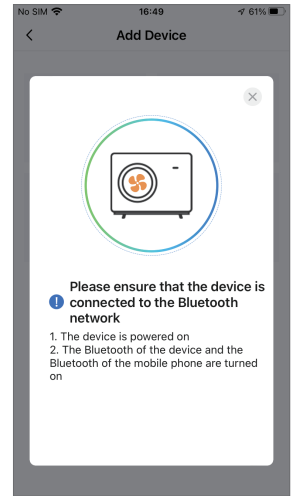 No SIM 16:49 61%
Add Device
Please ensure that the device is
connected to the Bluetooth
network
1. The device is powered on
2. The Bluetooth of the device and the
Bluetooth of the mobile phone are turned
on